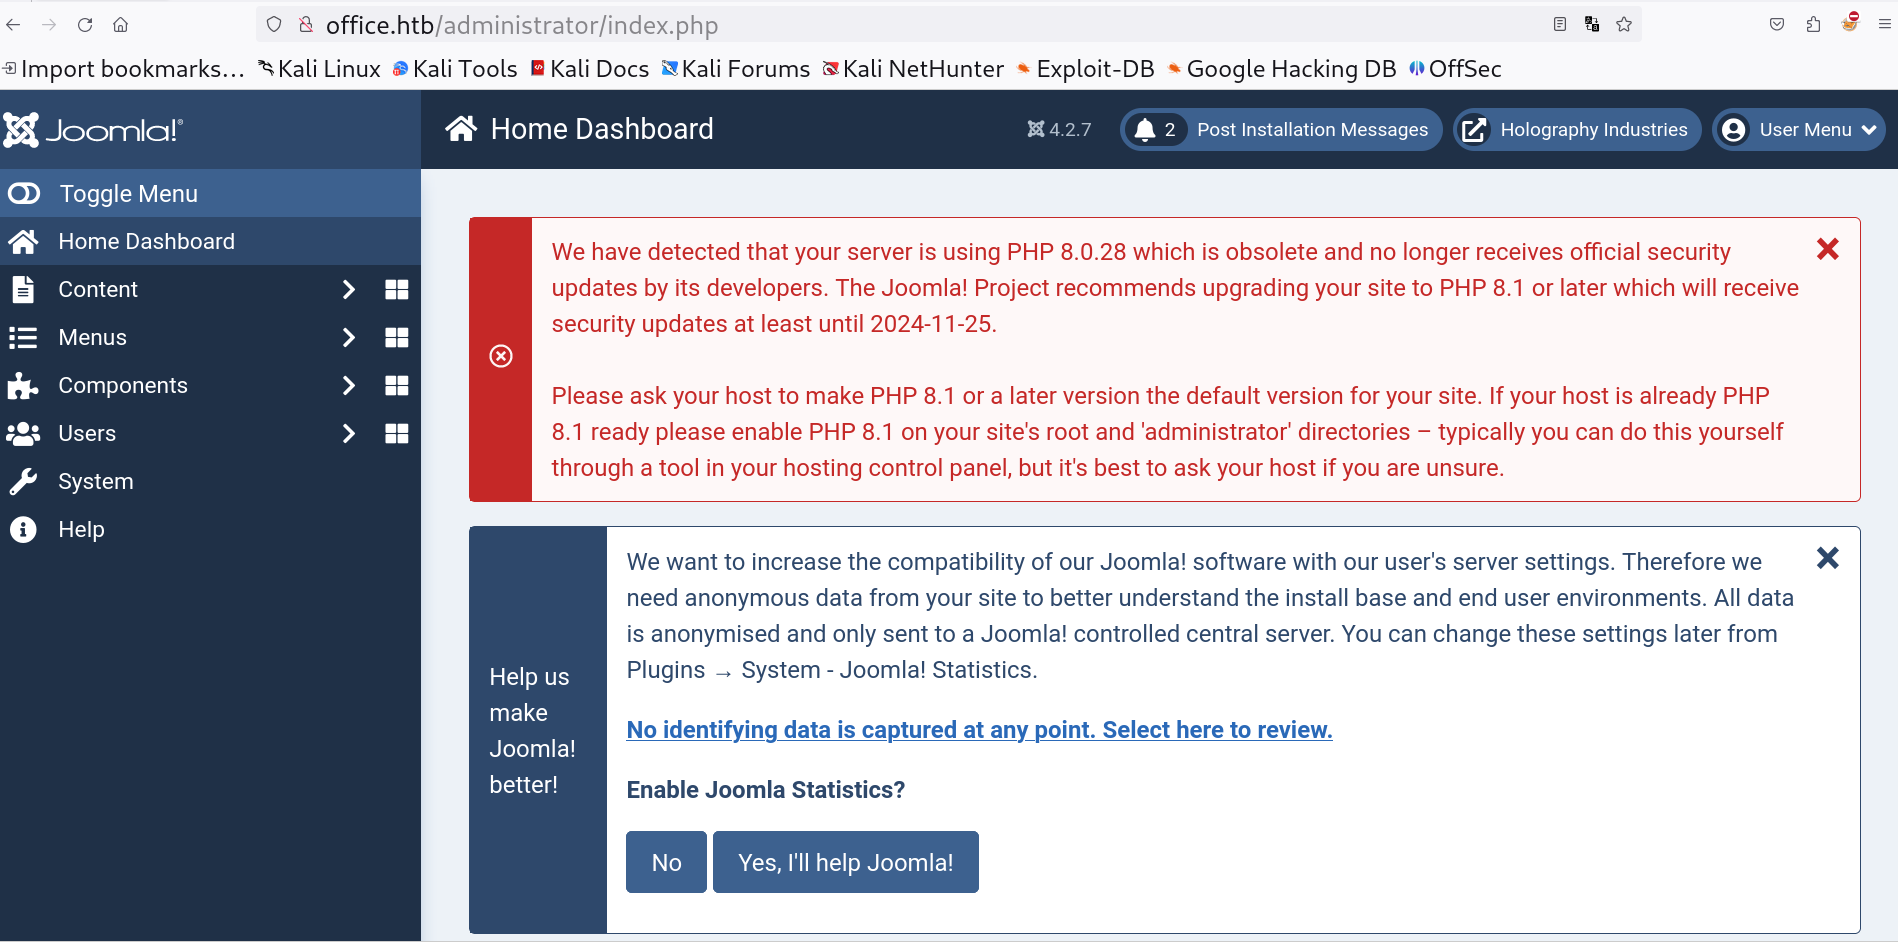 office.htb/administrator/index.php
Import bookmarks... Kali Linux Kali Tools Kali Docs Kali Forums Kali NetHunter Exploit-DB Google Hacking DB OffSec
Joomla!®
Home Dashboard
4.2.7
2 Post Installation Messages
Holography Industries
User Menu
Toggle Menu
Home Dashboard
Content
Menus
Components
Users
System
Help
We have detected that your server is using PHP 8.0.28 which is obsolete and no longer receives official security
updates by its developers. The Joomla! Project recommends upgrading your site to PHP 8.1 or later which will receive
security updates at least until 2024-11-25.
Please ask your host to make PHP 8.1 or a later version the default version for your site. If your host is already PHP
8.1 ready please enable PHP 8.1 on your site's root and 'administrator' directories – typically you can do this yourself
through a tool in your hosting control panel, but it's best to ask your host if you are unsure.
Help us
make
Joomla!
better!
We want to increase the compatibility of our Joomla! software with our user's server settings. Therefore we
need anonymous data from your site to better understand the install base and end user environments. All data
is anonymised and only sent to a Joomla! controlled central server. You can change these settings later from
Plugins → System - Joomla! Statistics.
No identifying data is captured at any point. Select here to review.
Enable Joomla Statistics?
No
Yes, I'll help Joomla!